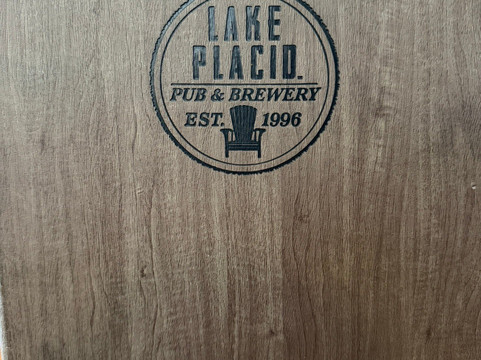 LAKE
PLACID.
PUB & BREWERY
EST. 1996